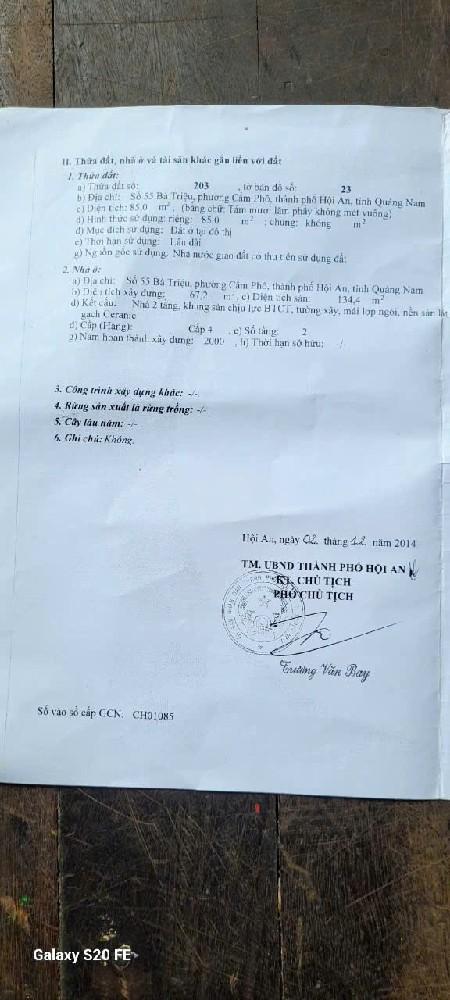 II. Thửa đất, nhà ở và tài sản khác gắn liền với đất
1. Thửa đất:
a) Thửa đất số: 203 , tờ bản đồ số: 23
b) Địa chỉ: Số 55 Bà Triệu, phường Cẩm Phô, thành phố Hội An, tỉnh Quảng Nam
c) Diện tích: 85,0 m², (bằng chữ: Tám mươi lăm phẩy không mét vuông)
d) Hình thức sử dụng: riêng: 85,0 m² ; chung: không m²
đ) Mục đích sử dụng: Đất ở tại đô thị
e) Thời hạn sử dụng: Lâu dài
g) Nguồn gốc sử dụng: Nhà nước giao đất có thu tiền sử dụng đất
2. Nhà ở:
a) Địa chỉ: Số 55 Bà Triệu, phường Cẩm Phô, thành phố Hội An, tỉnh Quảng Nam
b) Diện tích xây dựng: 67,2 m², c) Diện tích sàn: 134,4 m²
d) Kết cấu: Nhà 2 tầng, khung sàn chịu lực BTCT, tường xây, mái lợp ngói, nền sàn lát
gạch Ceramic
đ) Cấp (Hạng): Cấp 4 , e) Số tầng: 2
g) Năm hoàn thành xây dựng: 2000 , h) Thời hạn sở hữu: -/-
3. Công trình xây dựng khác: -/-
4. Rừng sản xuất là rừng trồng: -/-
5. Cây lâu năm: -/-
6. Ghi chú: Không.
Hội An, ngày 02 tháng 12 năm 2014
TM. UBND THÀNH PHỐ HỘI AN
KT. CHỦ TỊCH
PHÓ CHỦ TỊCH
Trương Văn Bay
Số vào sổ cấp GCN: CH01085
Galaxy S20 FE